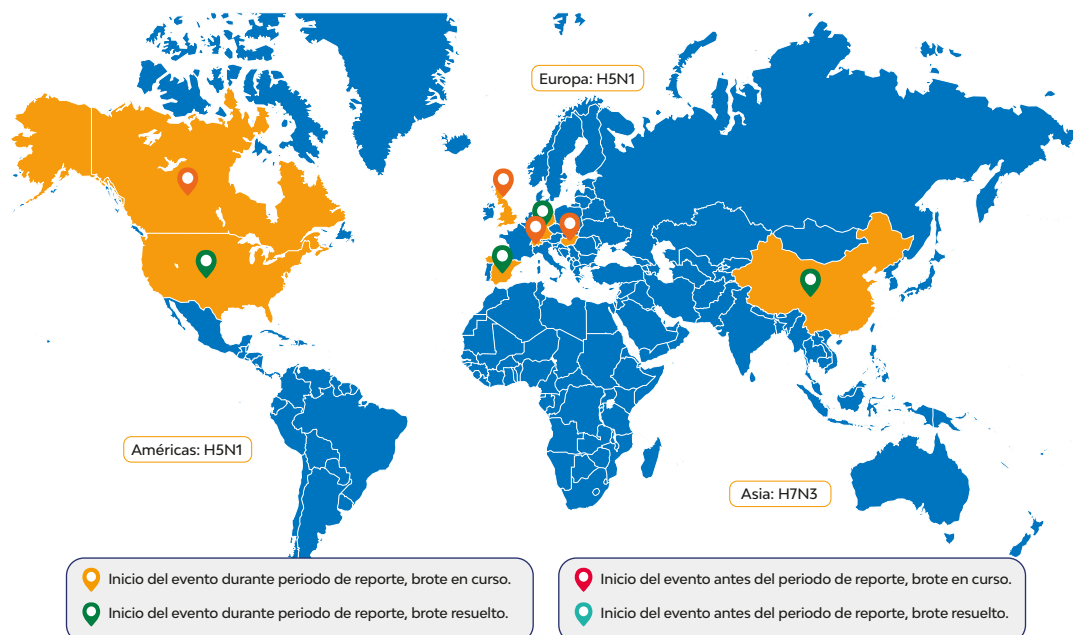 Europa: H5N1
Américas: H5N1
Asia: H7N3
Inicio del evento durante periodo de reporte, brote en curso.
Inicio del evento durante periodo de reporte, brote resuelto.
Inicio del evento antes del periodo de reporte, brote en curso.
Inicio del evento antes del periodo de reporte, brote resuelto.